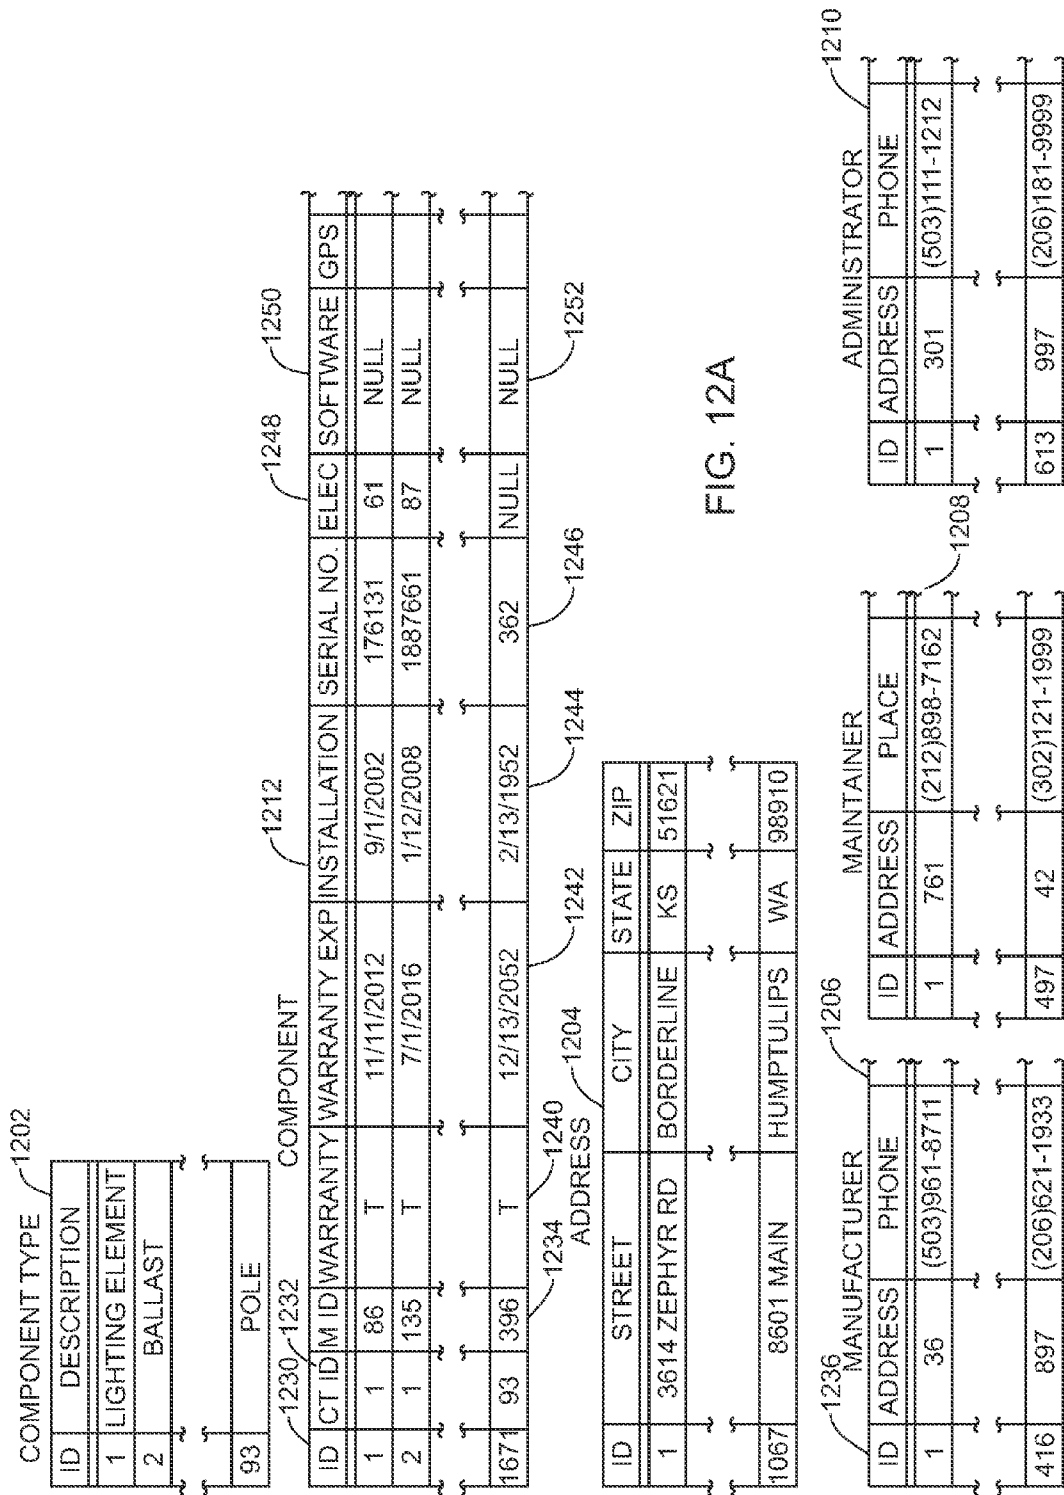 COMPONENT TYPE
1202
ID DESCRIPTION
1 LIGHTING ELEMENT
2 BALLAST
93 POLE
COMPONENT
1230
1232
1212
1248
1250
ID CT ID M ID WARRANTY WARRANTY EXP INSTALLATION SERIAL NO. ELEC SOFTWARE GPS
1 1 86 T 11/11/2012 9/1/2002 176131 61 NULL
2 1 135 T 7/1/2016 1/12/2008 1887661 87 NULL
1671 93 396 T 12/13/2052 2/13/1952 362 NULL NULL
1234
1240
1242
1244
1246
1252
ADDRESS
1204
ID STREET CITY STATE ZIP
1 3614 ZEPHYR RD BORDERLINE KS 51621
1067 8601 MAIN HUMPTULIPS WA 98910
FIG. 12A
1236
MANUFACTURER
1206
ID ADDRESS PHONE
1 36 (503)961-8711
416 897 (206)621-1933
MAINTAINER
1208
ID ADDRESS PLACE
1 761 (212)898-7162
497 42 (302)121-1999
ADMINISTRATOR
1210
ID ADDRESS PHONE
1 301 (503)111-1212
613 997 (206)181-9999